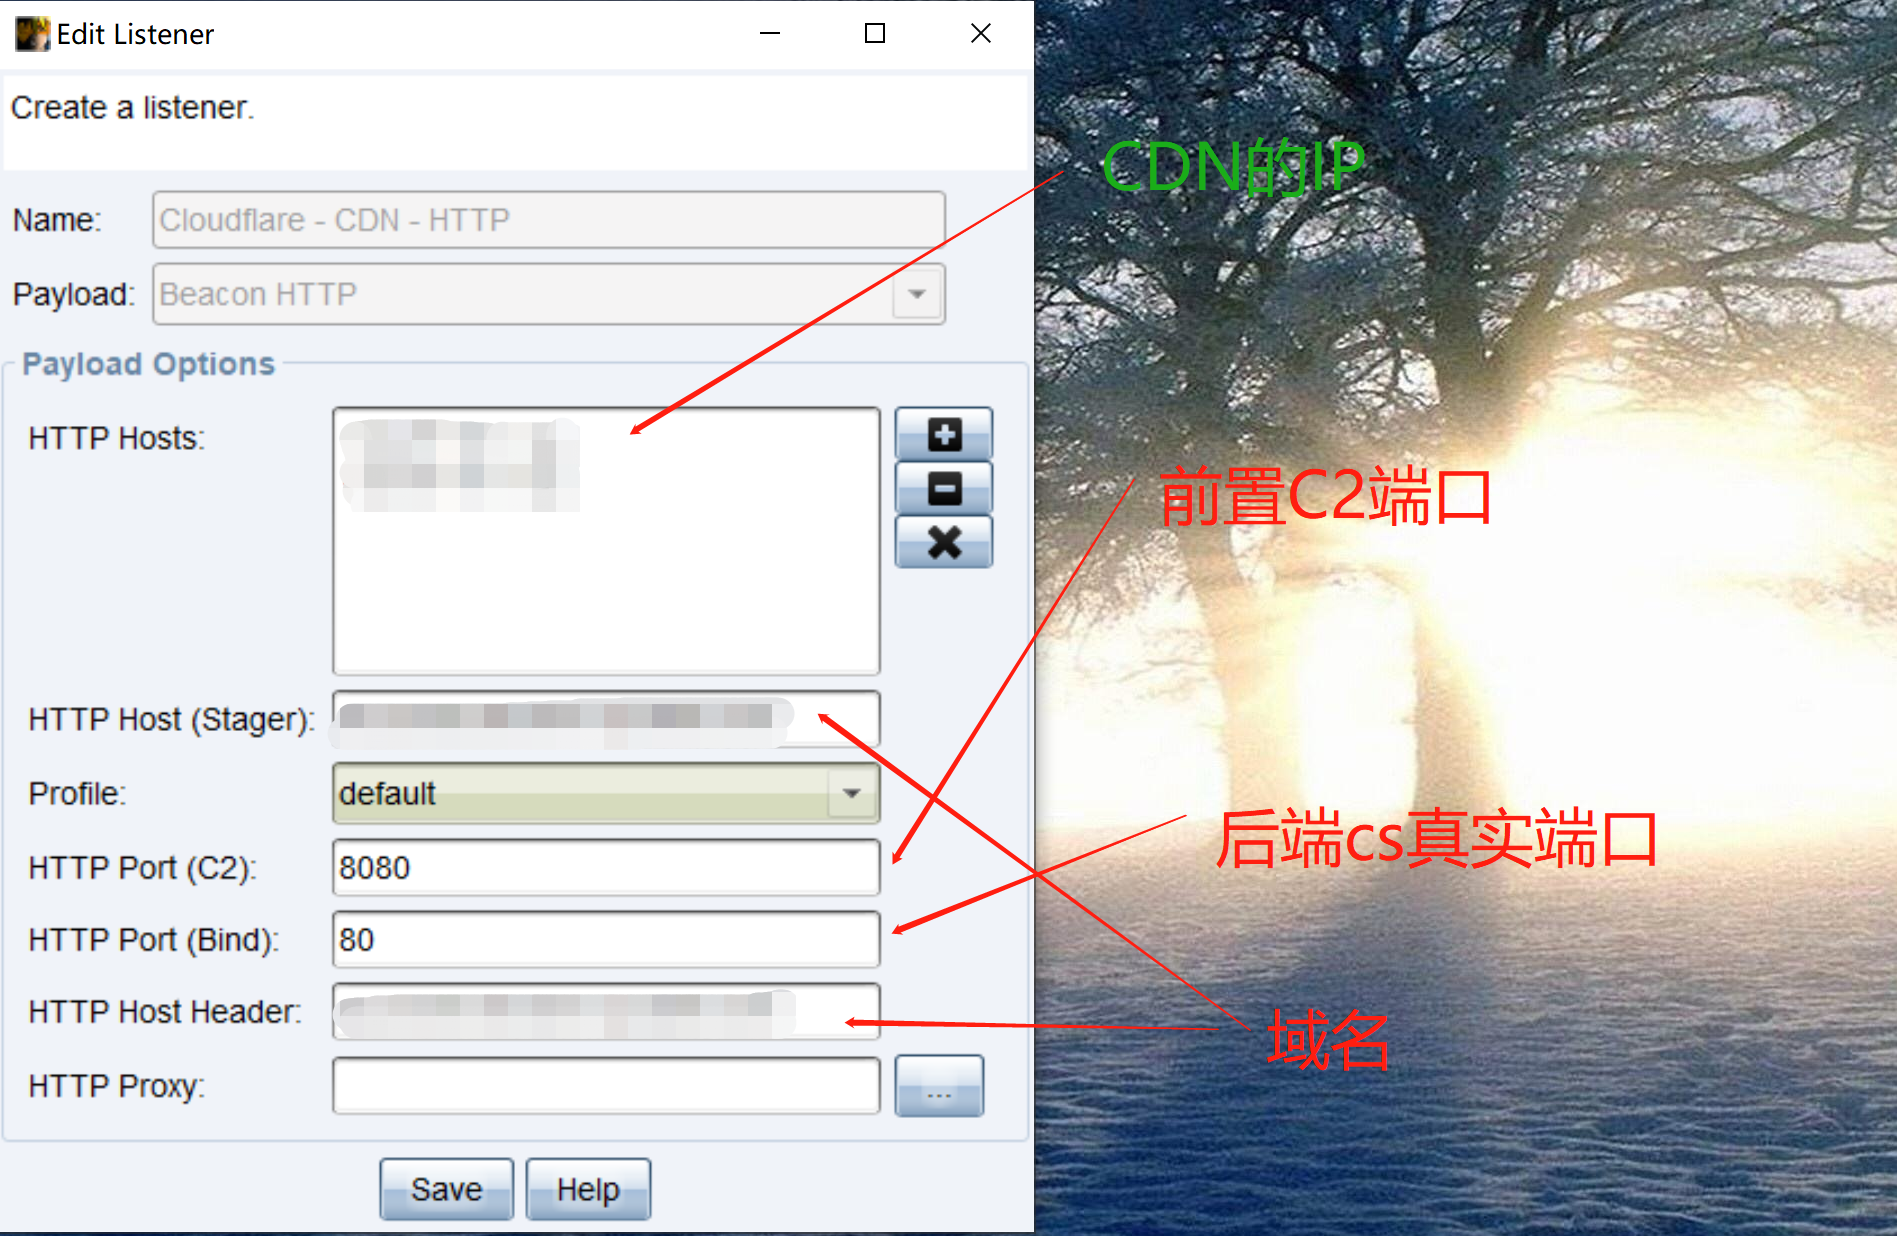 Edit Listener
Create a listener.
CDN的IP
Name: Cloudflare - CDN - HTTP
Payload: Beacon HTTP
Payload Options
HTTP Hosts:
前置C2端口
HTTP Host (Stager):
Profile: default
后端cs真实端口
HTTP Port (C2): 8080
HTTP Port (Bind): 80
HTTP Host Header:
域名
HTTP Proxy:
...
Save Help